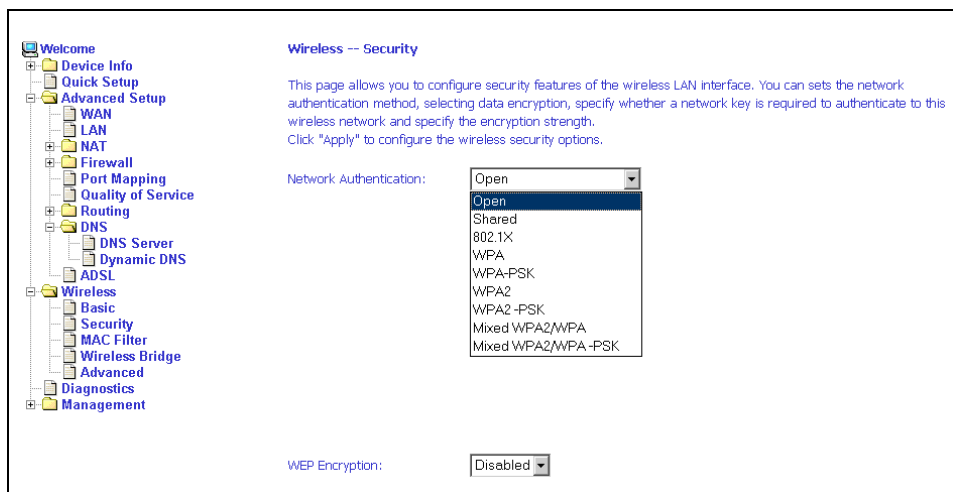 Welcome
Device Info
Quick Setup
Advanced Setup
WAN
LAN
NAT
Firewall
Port Mapping
Quality of Service
Routing
DNS
DNS Server
Dynamic DNS
ADSL
Wireless
Basic
Security
MAC Filter
Wireless Bridge
Advanced
Diagnostics
Management
Wireless -- Security
This page allows you to configure security features of the wireless LAN interface. You can sets the network
authentication method, selecting data encryption, specify whether a network key is required to authenticate to this
wireless network and specify the encryption strength.
Click "Apply" to configure the wireless security options.
Network Authentication: Open
Open
Shared
802.1X
WPA
WPA-PSK
WPA2
WPA2 -PSK
Mixed WPA2/WPA
Mixed WPA2/WPA -PSK
WEP Encryption: Disabled